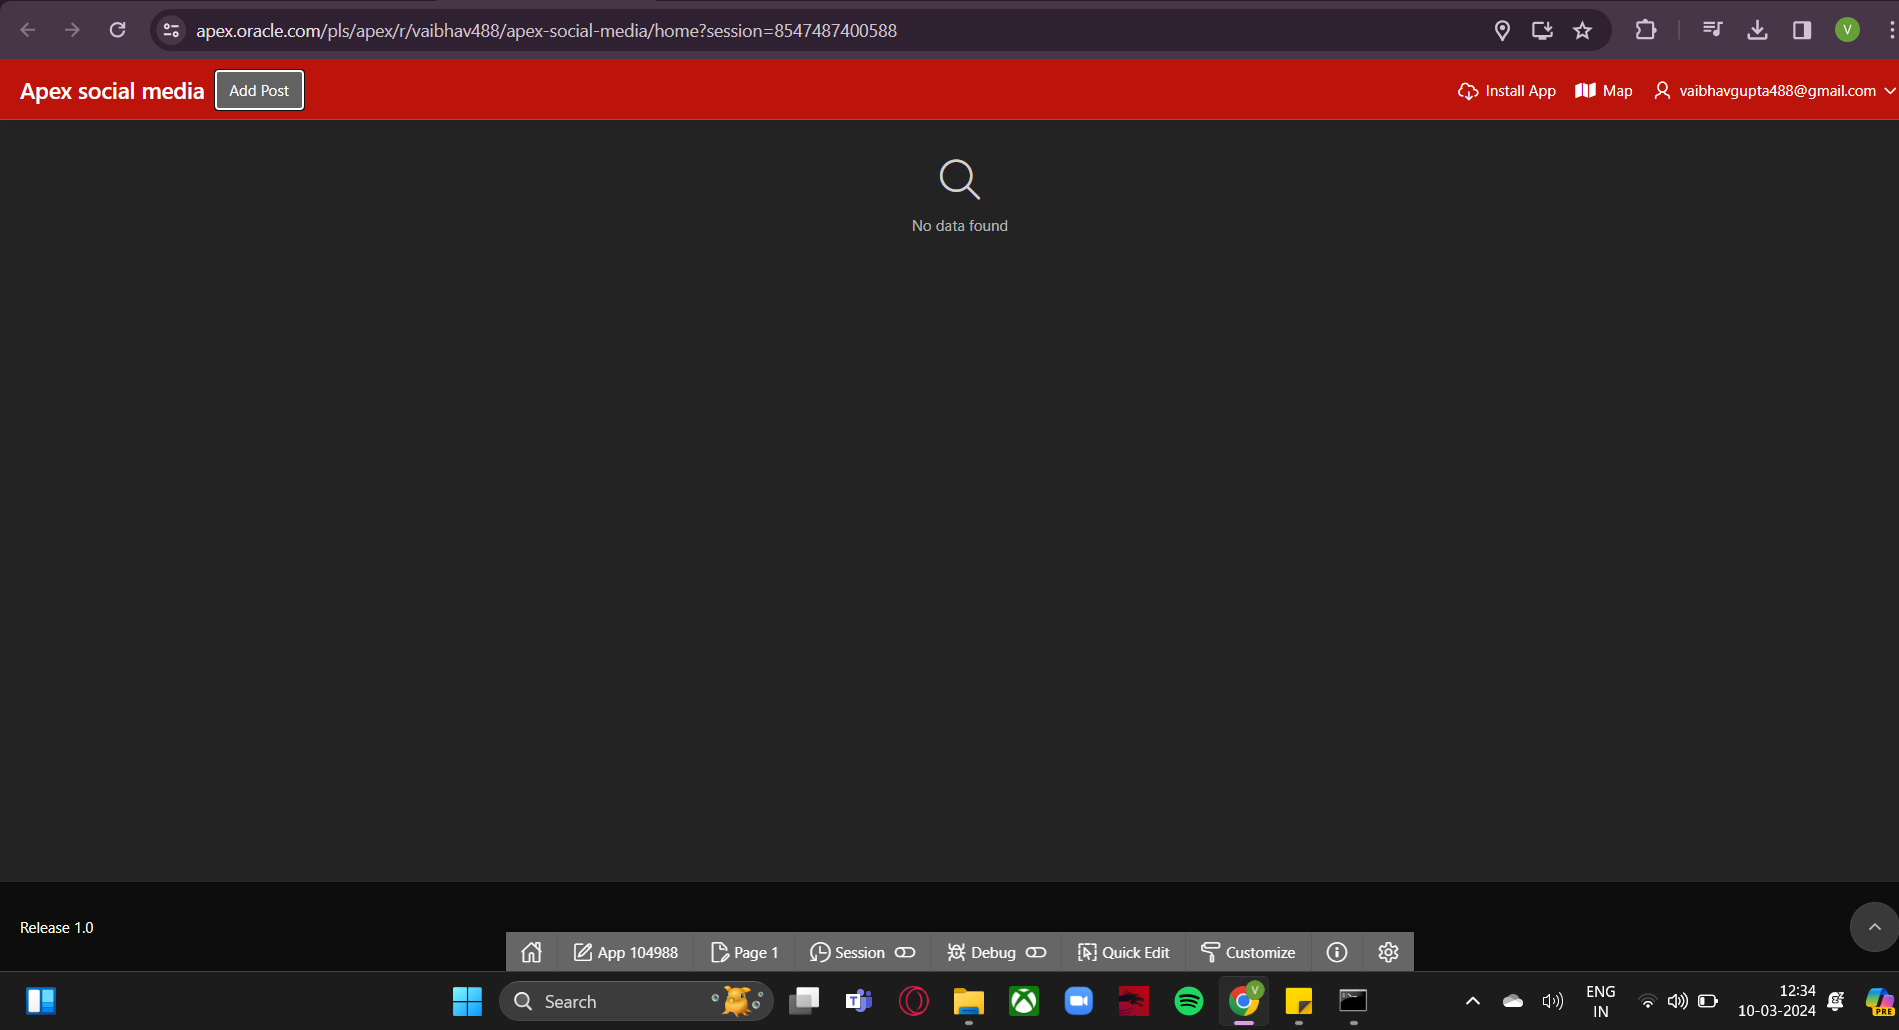 apex.oracle.com/pls/apex/r/vaibhav488/apex-social-media/home?session=8547487400588
V
Apex social media
Add Post
Install App
Map
vaibhavgupta488@gmail.com
No data found
Release 1.0
App 104988
Page 1
Session
Debug
Quick Edit
Customize
Search
V
ENG
IN
12:34
10-03-2024
PRE